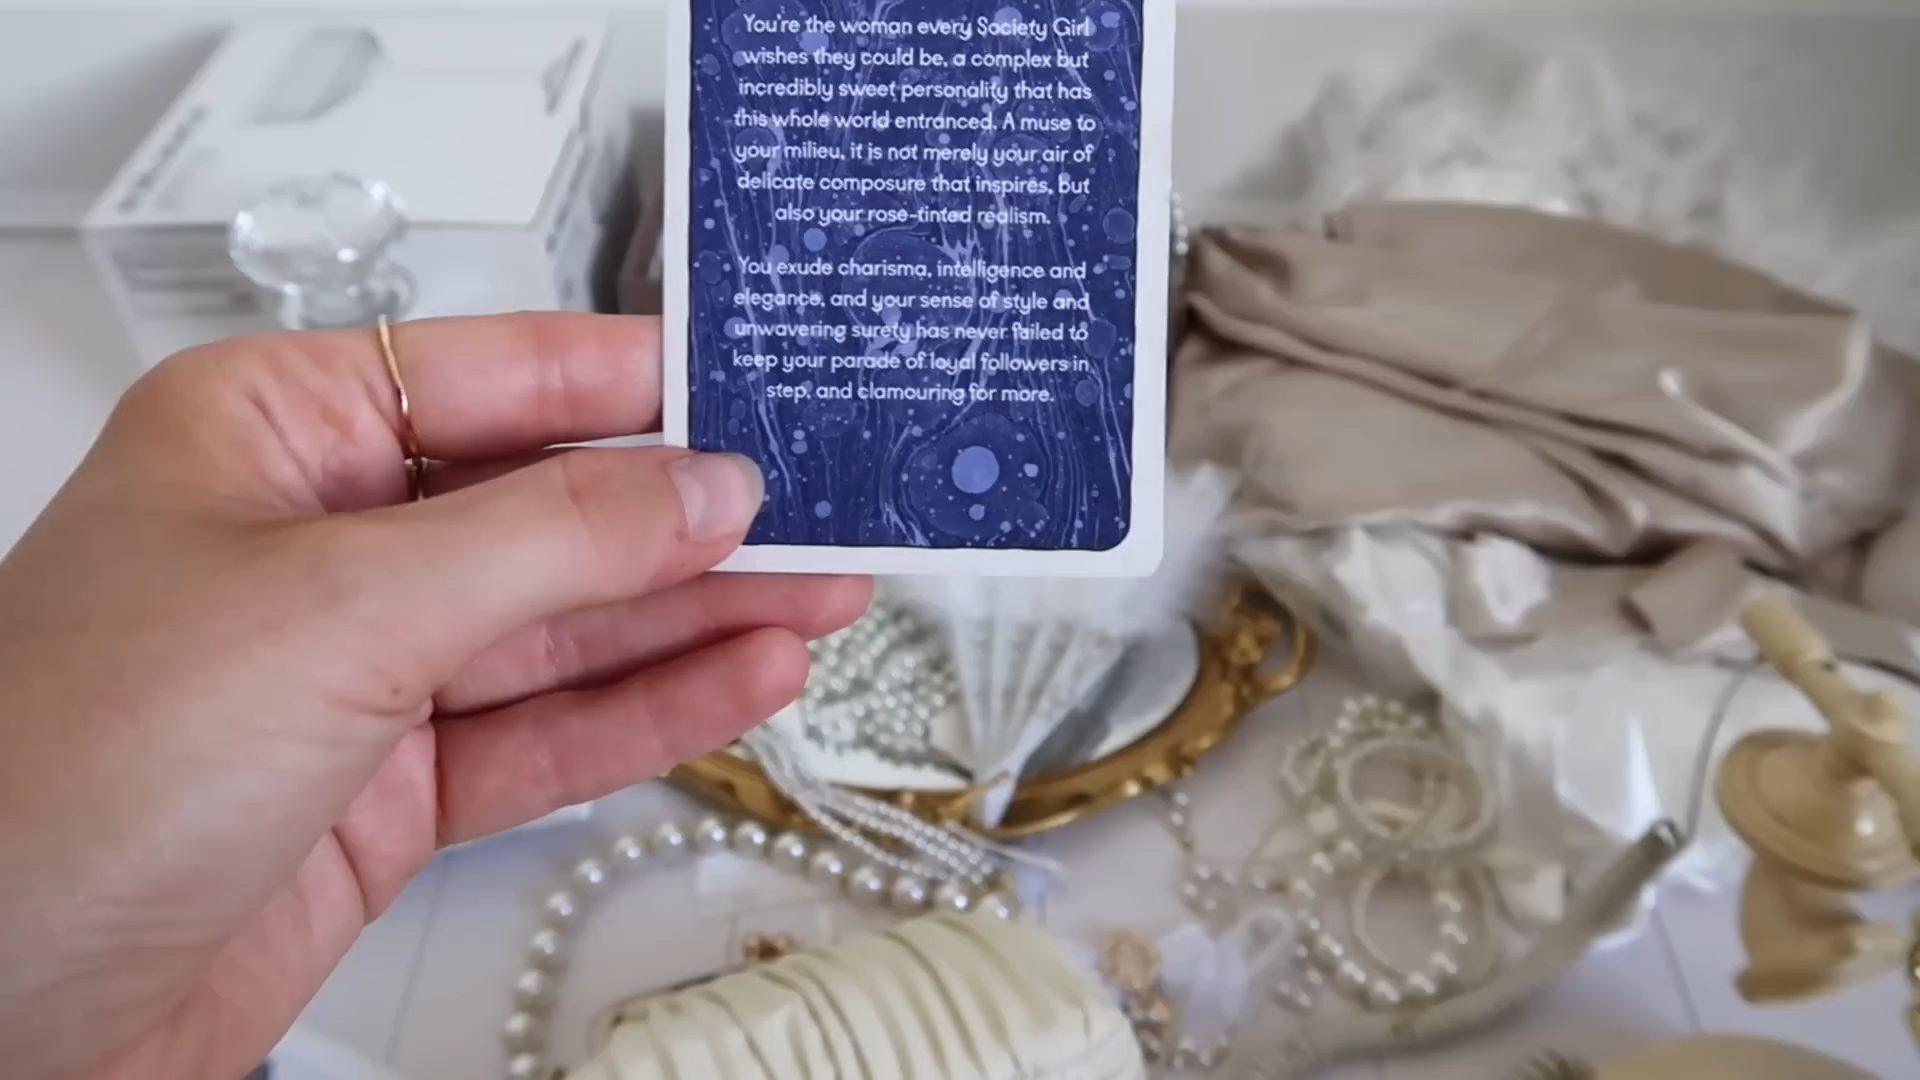 You're the woman every Society Girl
wishes they could be, a complex but
incredibly sweet personality that has
this whole world entranced. A muse to
your milieu, it is not merely your air of
delicate composure that inspires, but
also your rose-tinted realism.
You exude charisma, intelligence and
elegance, and your sense of style and
unwavering surety has never failed to
keep your parade of loyal followers in
step, and clamouring for more.